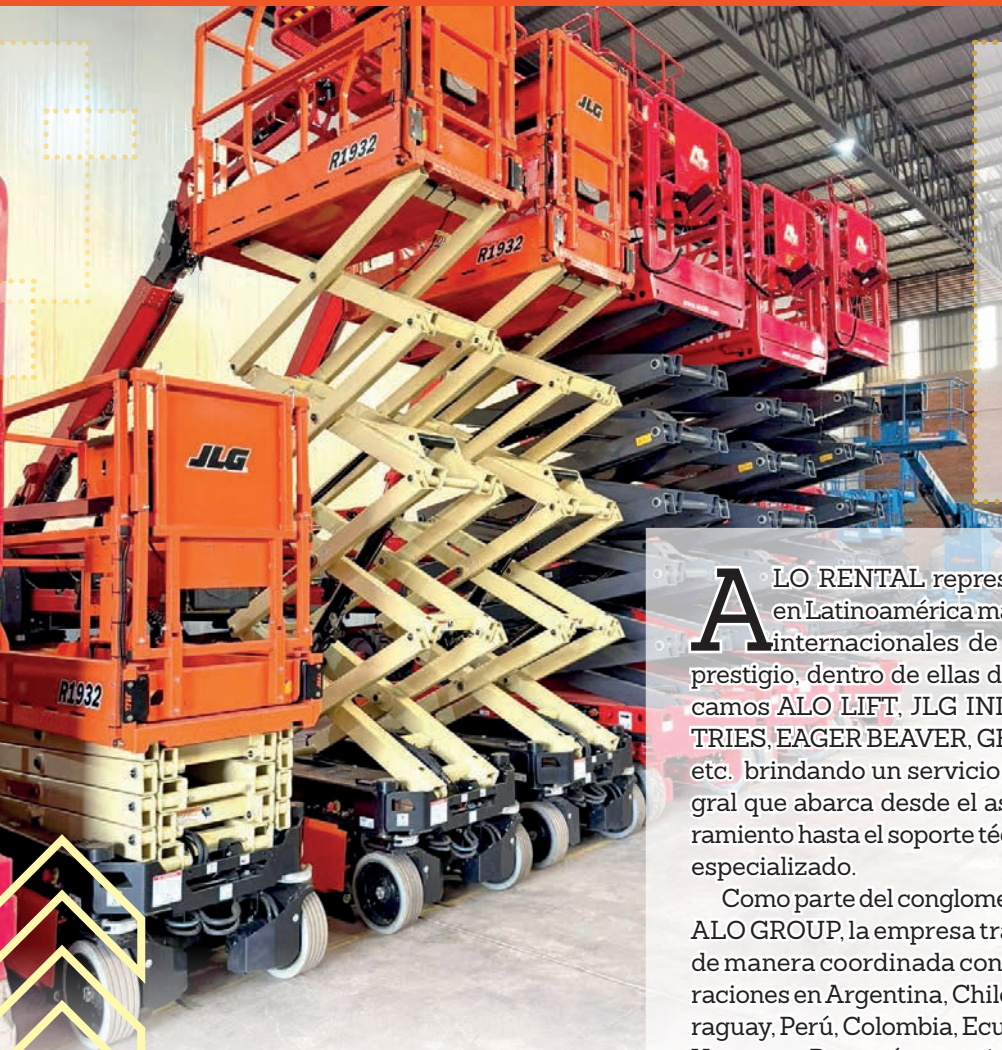 JLG
R1932
JLG
R1932
JLG
R1932
ALO RENTAL repres
en Latinoamérica m
internacionales de
prestigio, dentro de ellas d
camos ALO LIFT, JLG IN
TRIES, EAGER BEAVER, GE
etc. brindando un servicio
gral que abarca desde el as
ramiento hasta el soporte té
especializado.
Como parte del conglome
ALO GROUP, la empresa tra
de manera coordinada con
raciones en Argentina, Chil
raguay, Perú, Colombia, Ecu